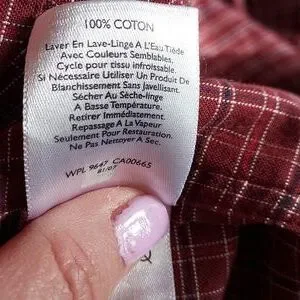 100% COTON
Laver En Lave-Linge A L'Eau Tiède
Avec Couleurs Semblables.
Cycle pour tissu infroissable.
Si Nécessaire Utiliser Un Produit De
Blanchissement Sans Javellisant.
Sécher Au Sèche-linge
A Basse Température.
Retirer Immédiatement.
Repassage A La Vapeur
Seulement Pour Restauration.
Ne Pas Nettoyer A Sec.
WPL 9647 CA00665